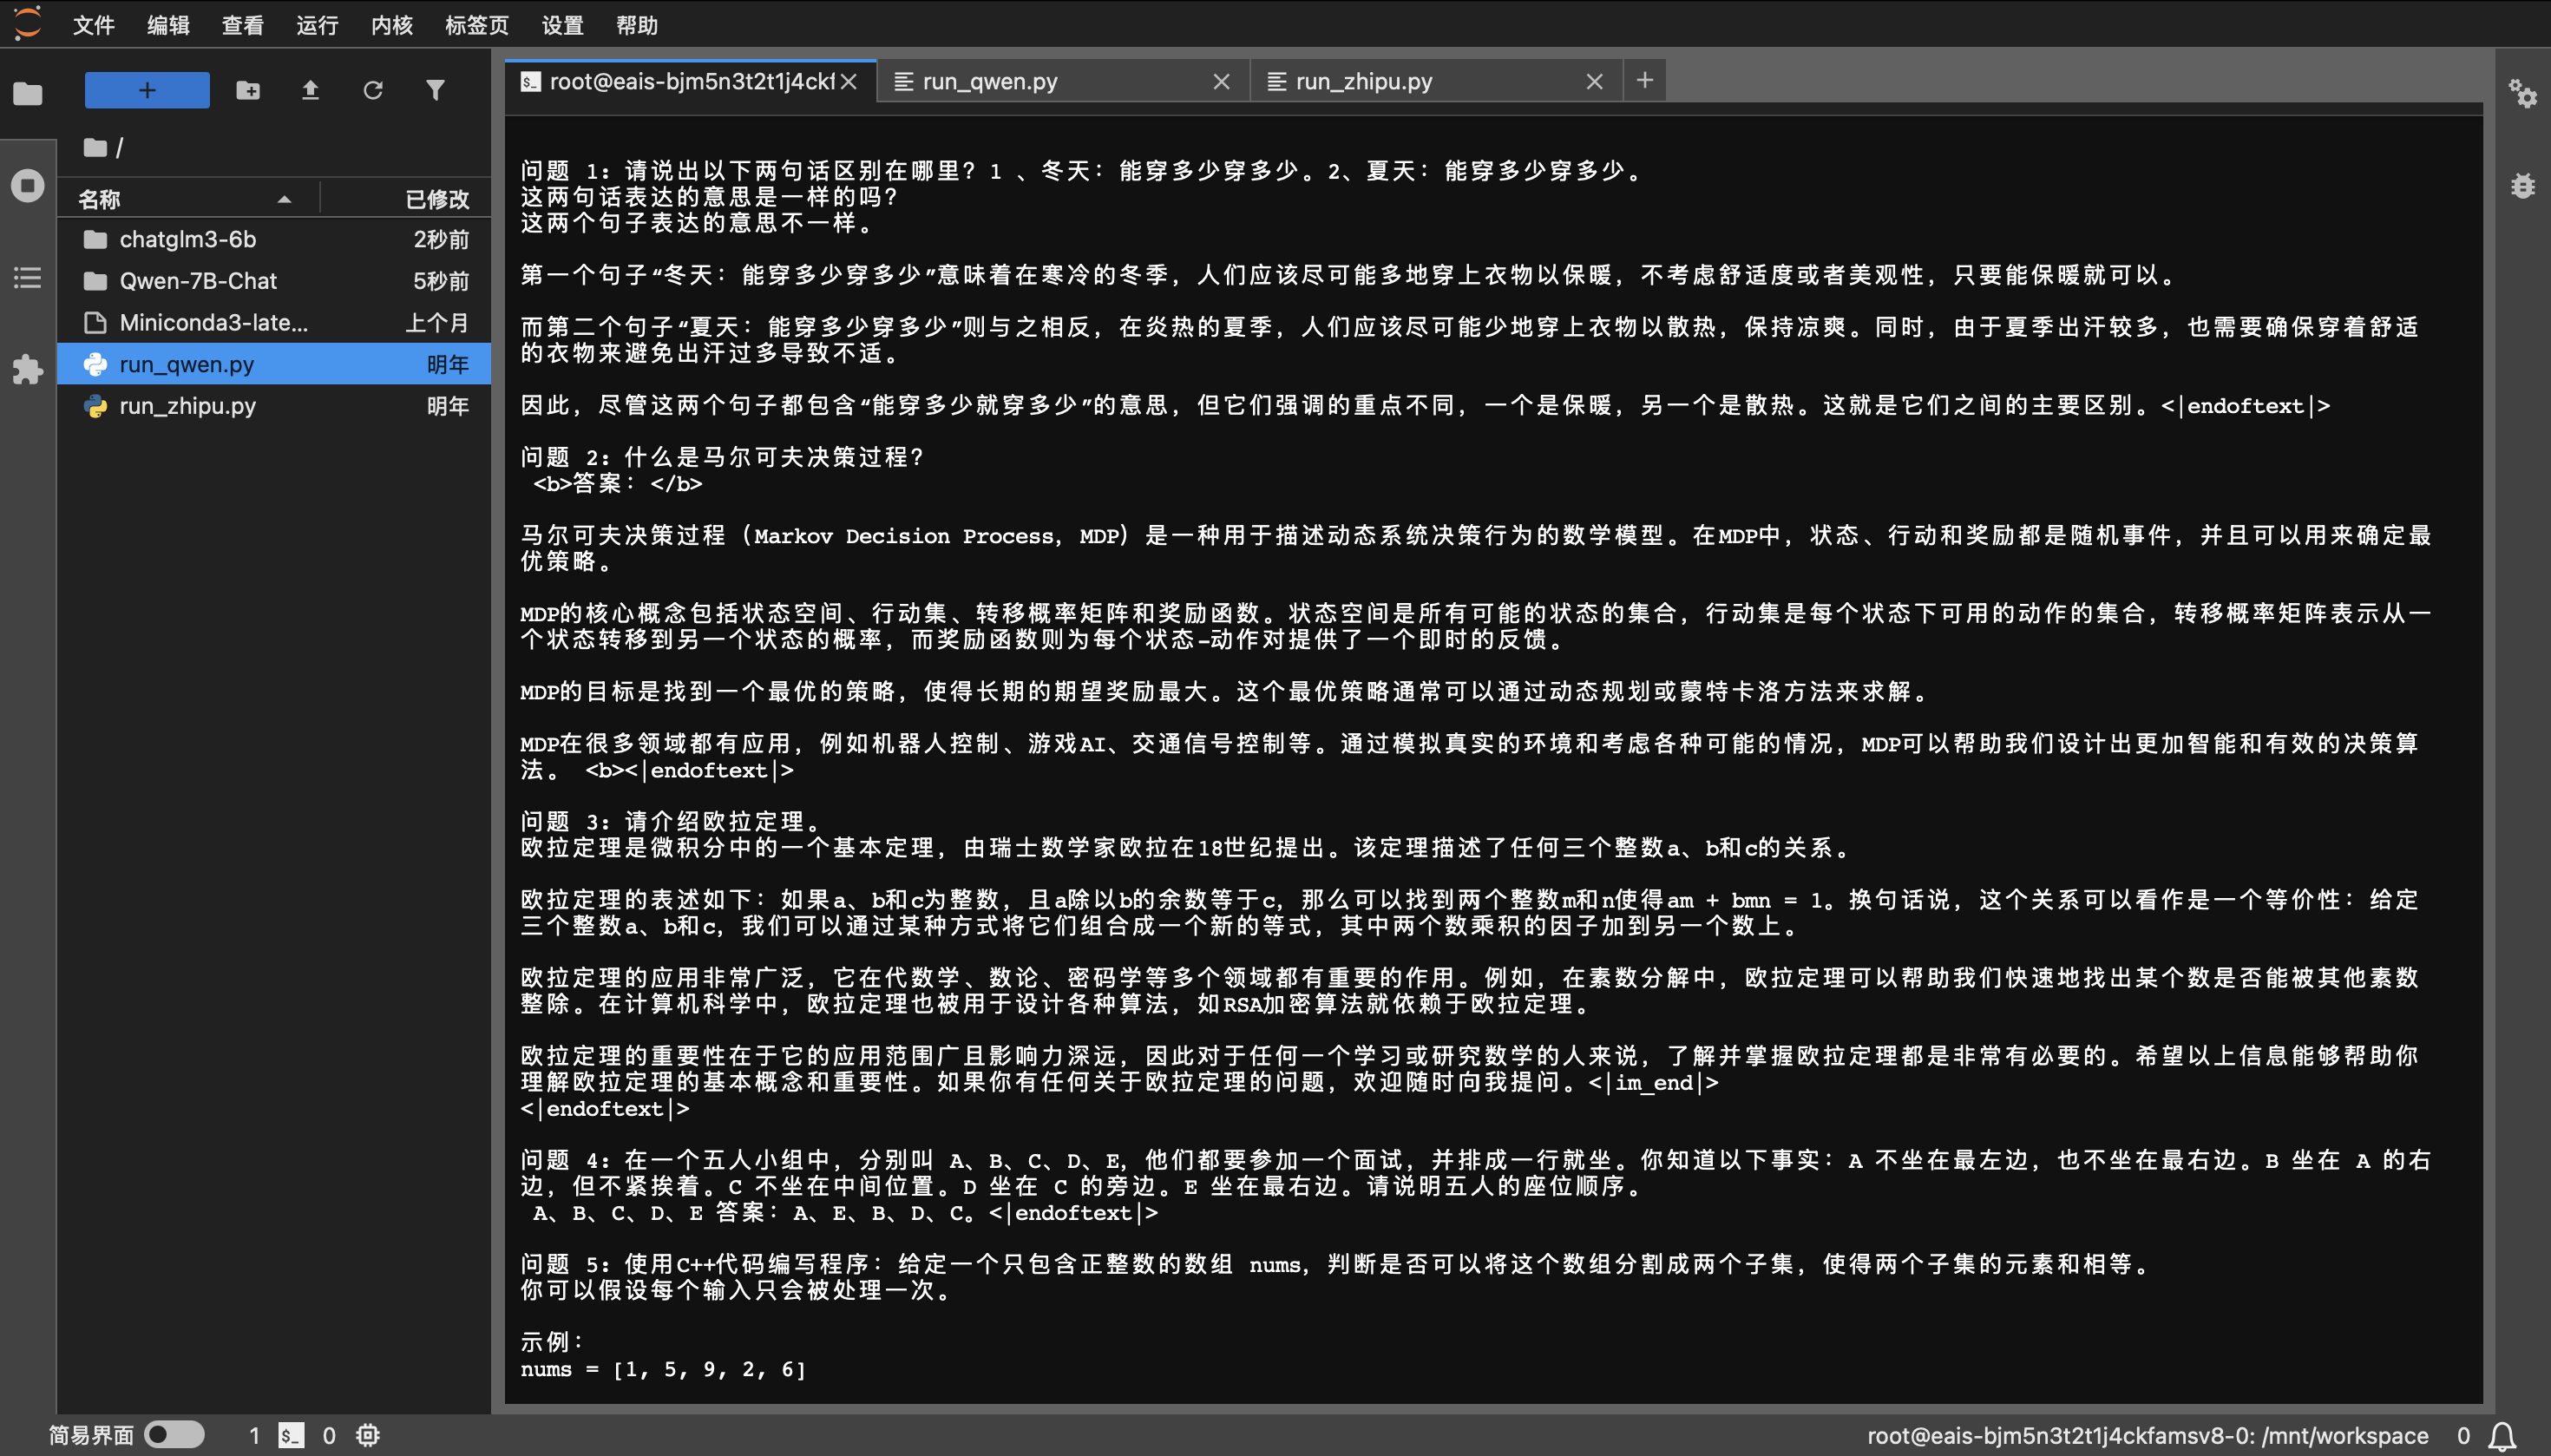 文件 编辑 查看 运行 内核 标签页 设置 帮助
root@eais-bjm5n3t2t1j4ckf
run_qwen.py
run_zhipu.py
/
名称 已修改
chatglm3-6b 2秒前
Qwen-7B-Chat 5秒前
Miniconda3-late... 上个月
run_qwen.py 明年
run_zhipu.py 明年
问题 1: 请说出以下两句话区别在哪里？1 、冬天：能穿多少穿多少。2、夏天：能穿多少穿多少。
这两句话表达的意思是一样的吗？
这两个句子表达的意思不一样。
第一个句子“冬天：能穿多少穿多少”意味着在寒冷的冬季，人们应该尽可能多地穿上衣物以保暖，不考虑舒适度或者美观性，只要能保暖就可以。
而第二个句子“夏天：能穿多少穿多少”则与之相反，在炎热的夏季，人们应该尽可能少地穿上衣物以散热，保持凉爽。同时，由于夏季出汗较多，也需要确保穿着舒适
的衣物来避免出汗过多导致不适。
因此，尽管这两个句子都包含“能穿多少就穿多少”的意思，但它们强调的重点不同，一个是保暖，另一个是散热。这就是它们之间的主要区别。<|endoftext|>
问题 2: 什么是马尔可夫决策过程？
<b>答案：</b>
马尔可夫决策过程（Markov Decision Process, MDP）是一种用于描述动态系统决策行为的数学模型。在MDP中，状态、行动和奖励都是随机事件，并且可以用来确定最
优策略。
MDP的核心概念包括状态空间、行动集、转移概率矩阵和奖励函数。状态空间是所有可能的状态的集合，行动集是每个状态下可用的动作的集合，转移概率矩阵表示从一
个状态转移到另一个状态的概率，而奖励函数则为每个状态-动作对提供了一个即时的反馈。
MDP的目标是找到一个最优的策略，使得长期的期望奖励最大。这个最优策略通常可以通过动态规划或蒙特卡洛方法来求解。
MDP在很多领域都有应用，例如机器人控制、游戏AI、交通信号控制等。通过模拟真实的环境和考虑各种可能的情况，MDP可以帮助我们设计出更加智能和有效的决策算
法。 <b><|endoftext|>
问题 3: 请介绍欧拉定理。
欧拉定理是微积分中的一个基本定理，由瑞士数学家欧拉在18世纪提出。该定理描述了任何三个整数a、b和c的关系。
欧拉定理的表述如下：如果a、b和c为整数，且a除以b的余数等于c，那么可以找到两个整数m和n使得am + bmn = 1。换句话说，这个关系可以看作是一个等价性：给定
三个整数a、b和c，我们可以通过某种方式将它们组合成一个新的等式，其中两个数乘积的因子加到另一个数上。
欧拉定理的应用非常广泛，它在代数学、数论、密码学等多个领域都有重要的作用。例如，在素数分解中，欧拉定理可以帮助我们快速地找出某个数是否能被其他素数
整除。在计算机科学中，欧拉定理也被用于设计各种算法，如RSA加密算法就依赖于欧拉定理。
欧拉定理的重要性在于它的应用范围广且影响力深远，因此对于任何一个学习或研究数学的人来说，了解并掌握欧拉定理都是非常有必要的。希望以上信息能够帮助你
理解欧拉定理的基本概念和重要性。如果你有任何关于欧拉定理的问题，欢迎随时向我提问。<|im_end|>
<|endoftext|>
问题 4: 在一个五人小组中，分别叫 A、B、C、D、E，他们都要参加一个面试，并排成一行就坐。你知道以下事实：A 不坐在最左边，也不坐在最右边。B 坐在 A 的右
边，但不紧挨着。C 不坐在中间位置。D 坐在 C 的旁边。E 坐在最右边。请说明五人的座位顺序。
A、B、C、D、E 答案：A、E、B、D、C。<|endoftext|>
问题 5: 使用C++代码编写程序：给定一个只包含正整数的数组 nums，判断是否可以将这个数组分割成两个子集，使得两个子集的元素和相等。
你可以假设每个输入只会被处理一次。
示例：
nums = [1, 5, 9, 2, 6]
简易界面 1 $_ 0
root@eais-bjm5n3t2t1j4ckfamsv8-0: /mnt/workspace 0